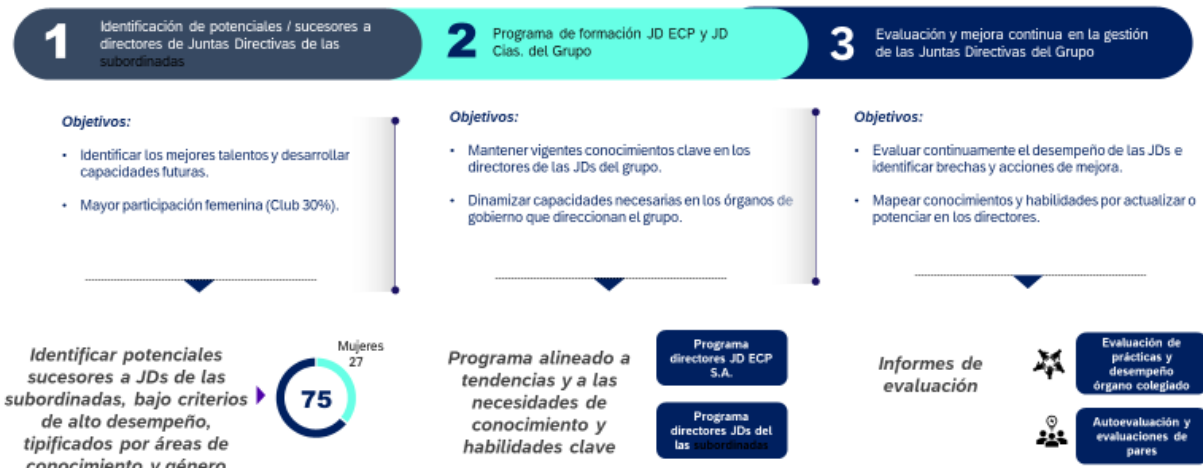 1
Identificación de potenciales / sucesores a
directores de Juntas Directivas de las
subordinadas
2
Programa de formación JD ECP y JD
Cías. del Grupo
3
Evaluación y mejora continua en la gestión
de las Juntas Directivas del Grupo
Objetivos:
• Identificar los mejores talentos y desarrollar
capacidades futuras.
• Mayor participación femenina (Club 30%).
Objetivos:
• Mantener vigentes conocimientos clave en los
directores de las JDs del grupo.
• Dinamizar capacidades necesarias en los órganos de
gobierno que direccionan el grupo.
Objetivos:
• Evaluar continuamente el desempeño de las JDs e
identificar brechas y acciones de mejora.
• Mapear conocimientos y habilidades por actualizar o
potenciar en los directores.
Identificar potenciales
sucesores a JDs de las
subordinadas, bajo criterios
de alto desempeño,
tipificados por áreas de
conocimiento y género
Mujeres
27
75
Programa alineado a
tendencias y a las
necesidades de
conocimiento y
habilidades clave
Programa
directores JD ECP
S.A.
Programa
directores JDs del
las subordinadas
Informes de
evaluación
Evaluación de
prácticas y
desempeño
órgano colegiado
Autoevaluación y
evaluaciones de
pares